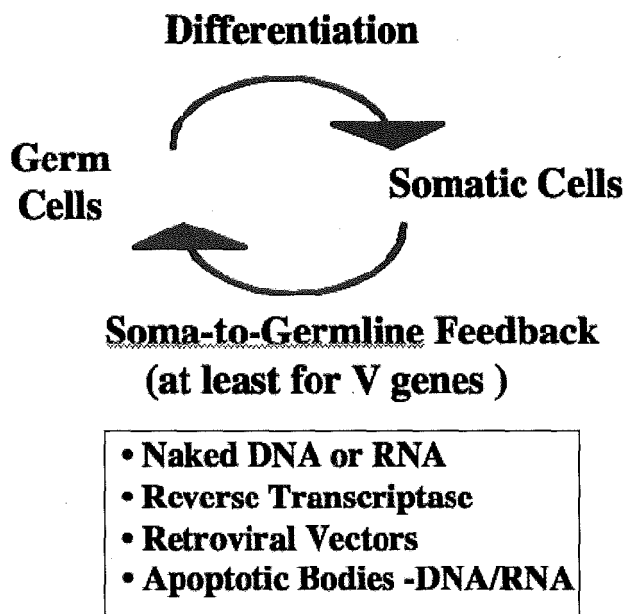 Differentiation
Germ
Cells
Somatic Cells
Soma-to-Germline Feedback
(at least for V genes )
• Naked DNA or RNA
• Reverse Transcriptase
• Retroviral Vectors
• Apoptotic Bodies -DNA/RNA